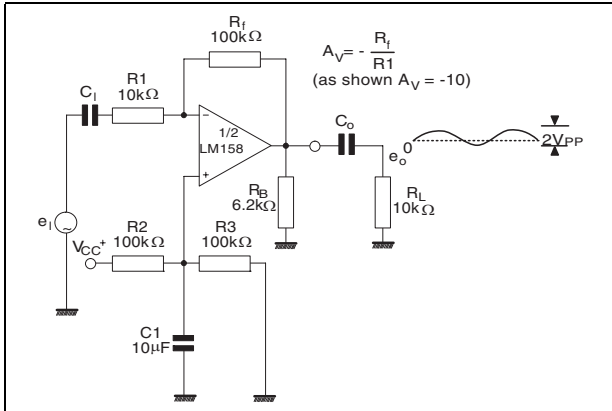 Rf
100kΩ
AV = - Rf
R1
(as shown AV = -10)
R1
10kΩ
CI
1/2
LM158
Co
eo
0
2VPP
RB
6.2kΩ
RL
10kΩ
eI
VCC+
R2
100kΩ
R3
100kΩ
C1
10μF